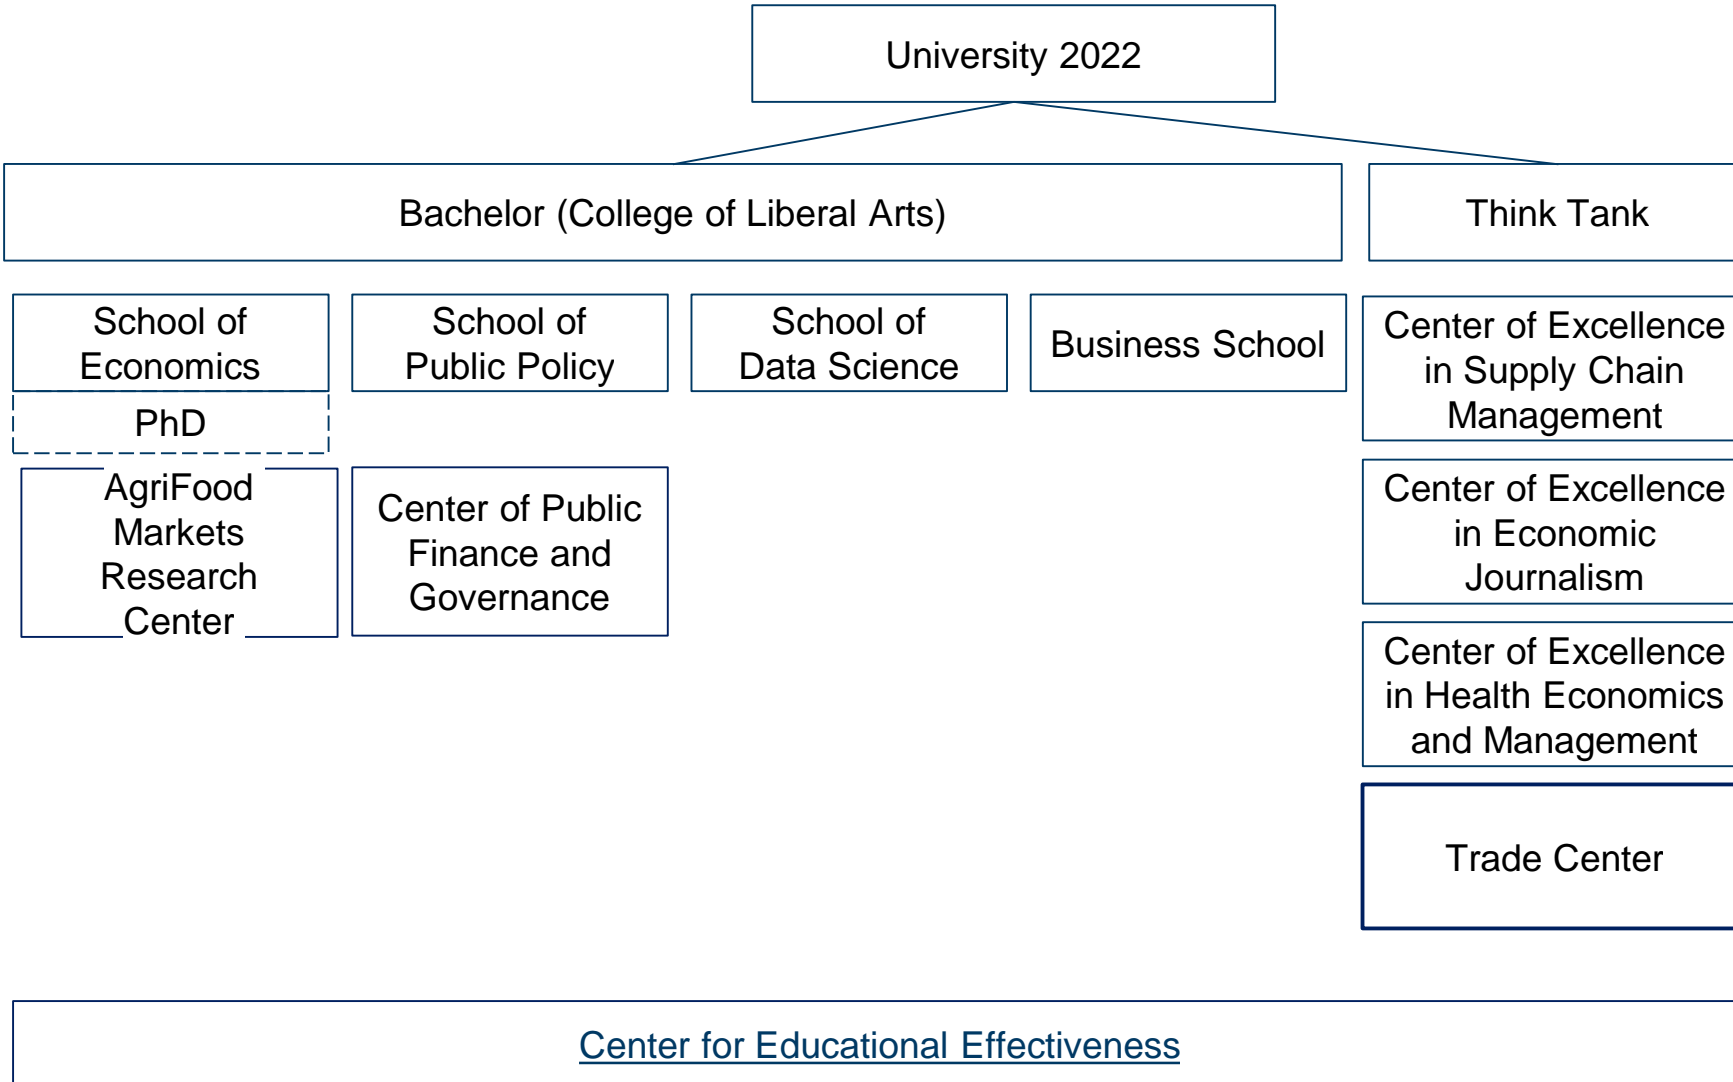 University 2022
Bachelor (College of Liberal Arts)
Think Tank
School of
Economics
School of
Public Policy
School of
Data Science
Business School
Center of Excellence
in Supply Chain
Management
PhD
AgriFood
Markets
Research
Center
Center of Public
Finance and
Governance
Center of Excellence
in Economic
Journalism
Center of Excellence
in Health Economics
and Management
Trade Center
Center for Educational Effectiveness